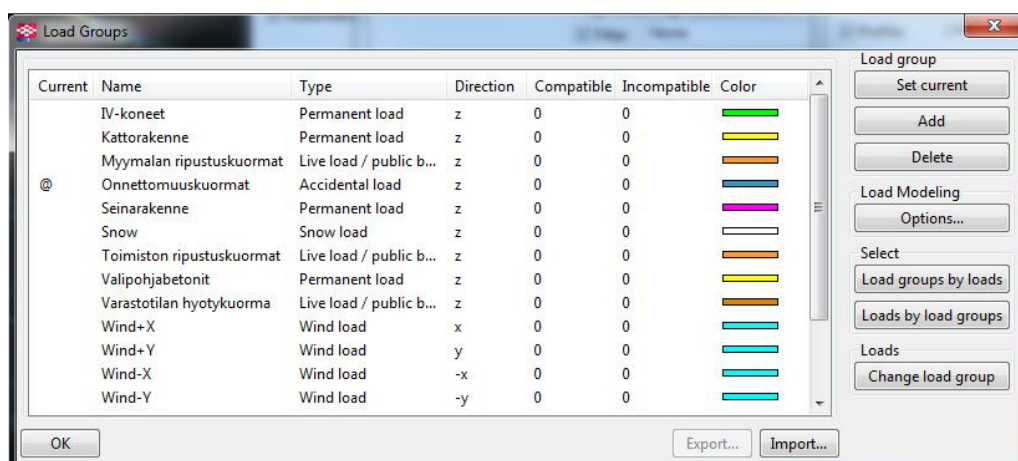 Load Groups
Current Name Type Direction Compatible Incompatible Color
IV-koneet Permanent load z 0 0
Kattorakenne Permanent load z 0 0
Myymalan ripustuskuormat Live load / public b... z 0 0
@ Onnettomuuskuormat Accidental load z 0 0
Seinarakenne Permanent load z 0 0
Snow Snow load z 0 0
Toimiston ripustuskuormat Live load / public b... z 0 0
Valipohjabetonit Permanent load z 0 0
Varastotilan hyotykuorma Live load / public b... z 0 0
Wind+X Wind load x 0 0
Wind+Y Wind load y 0 0
Wind-X Wind load -x 0 0
Wind-Y Wind load -y 0 0
Load group
Set current
Add
Delete
Load Modeling
Options...
Select
Load groups by loads
Loads by load groups
Loads
Change load group
OK
Export...
Import...